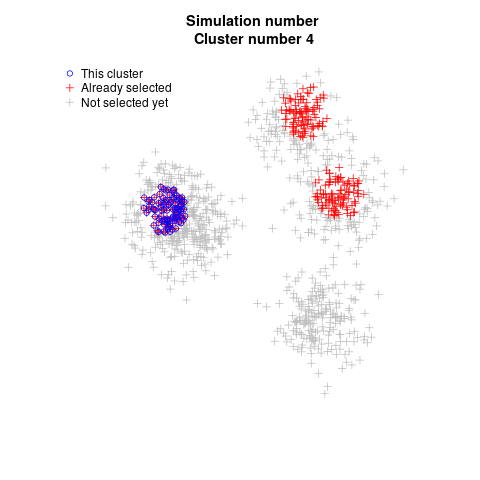 Simulation number
Cluster number 4
This cluster
Already selected
Not selected yet